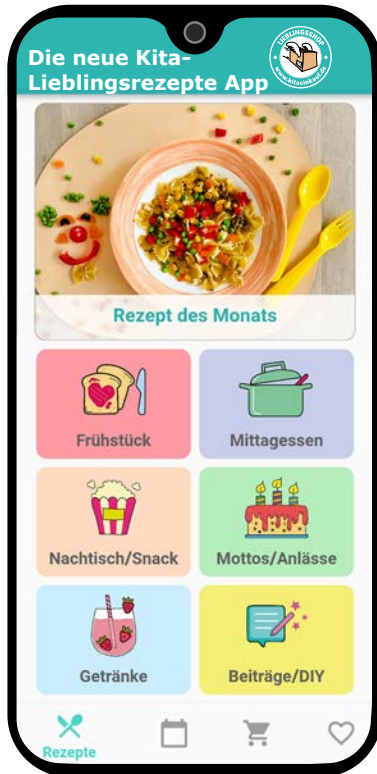 Die neue Kita-
Lieblingsrezepte App
LIEBLINGSSHOP
www.kitaeinkauf.de
Rezept des Monats
Frühstück
Mittagessen
Nachtisch/Snack
Mottos/Anlässe
Getränke
Beiträge/DIY
Rezepte